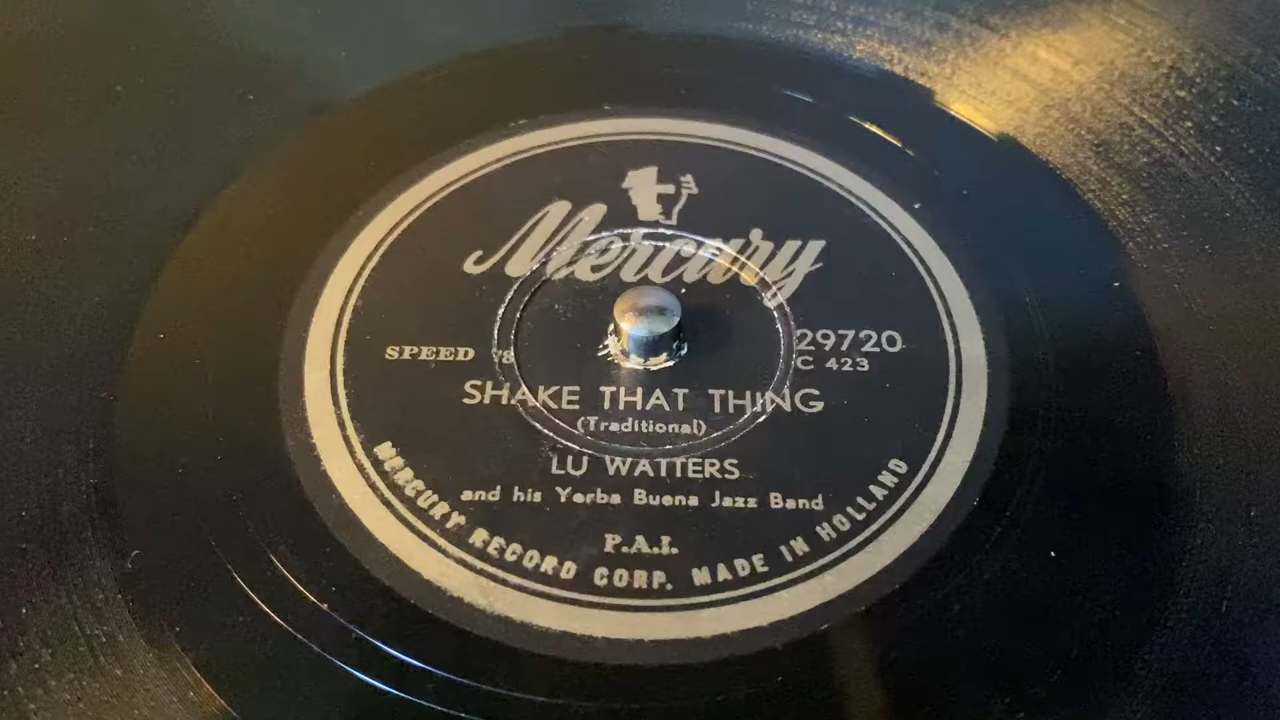 Mercury
SPEED 78
29720
C 423
SHAKE THAT THING
(Traditional)
LU WATTERS
and his Yerba Buena Jazz Band
P.A.I.
MERCURY RECORD CORP. MADE IN HOLLAND